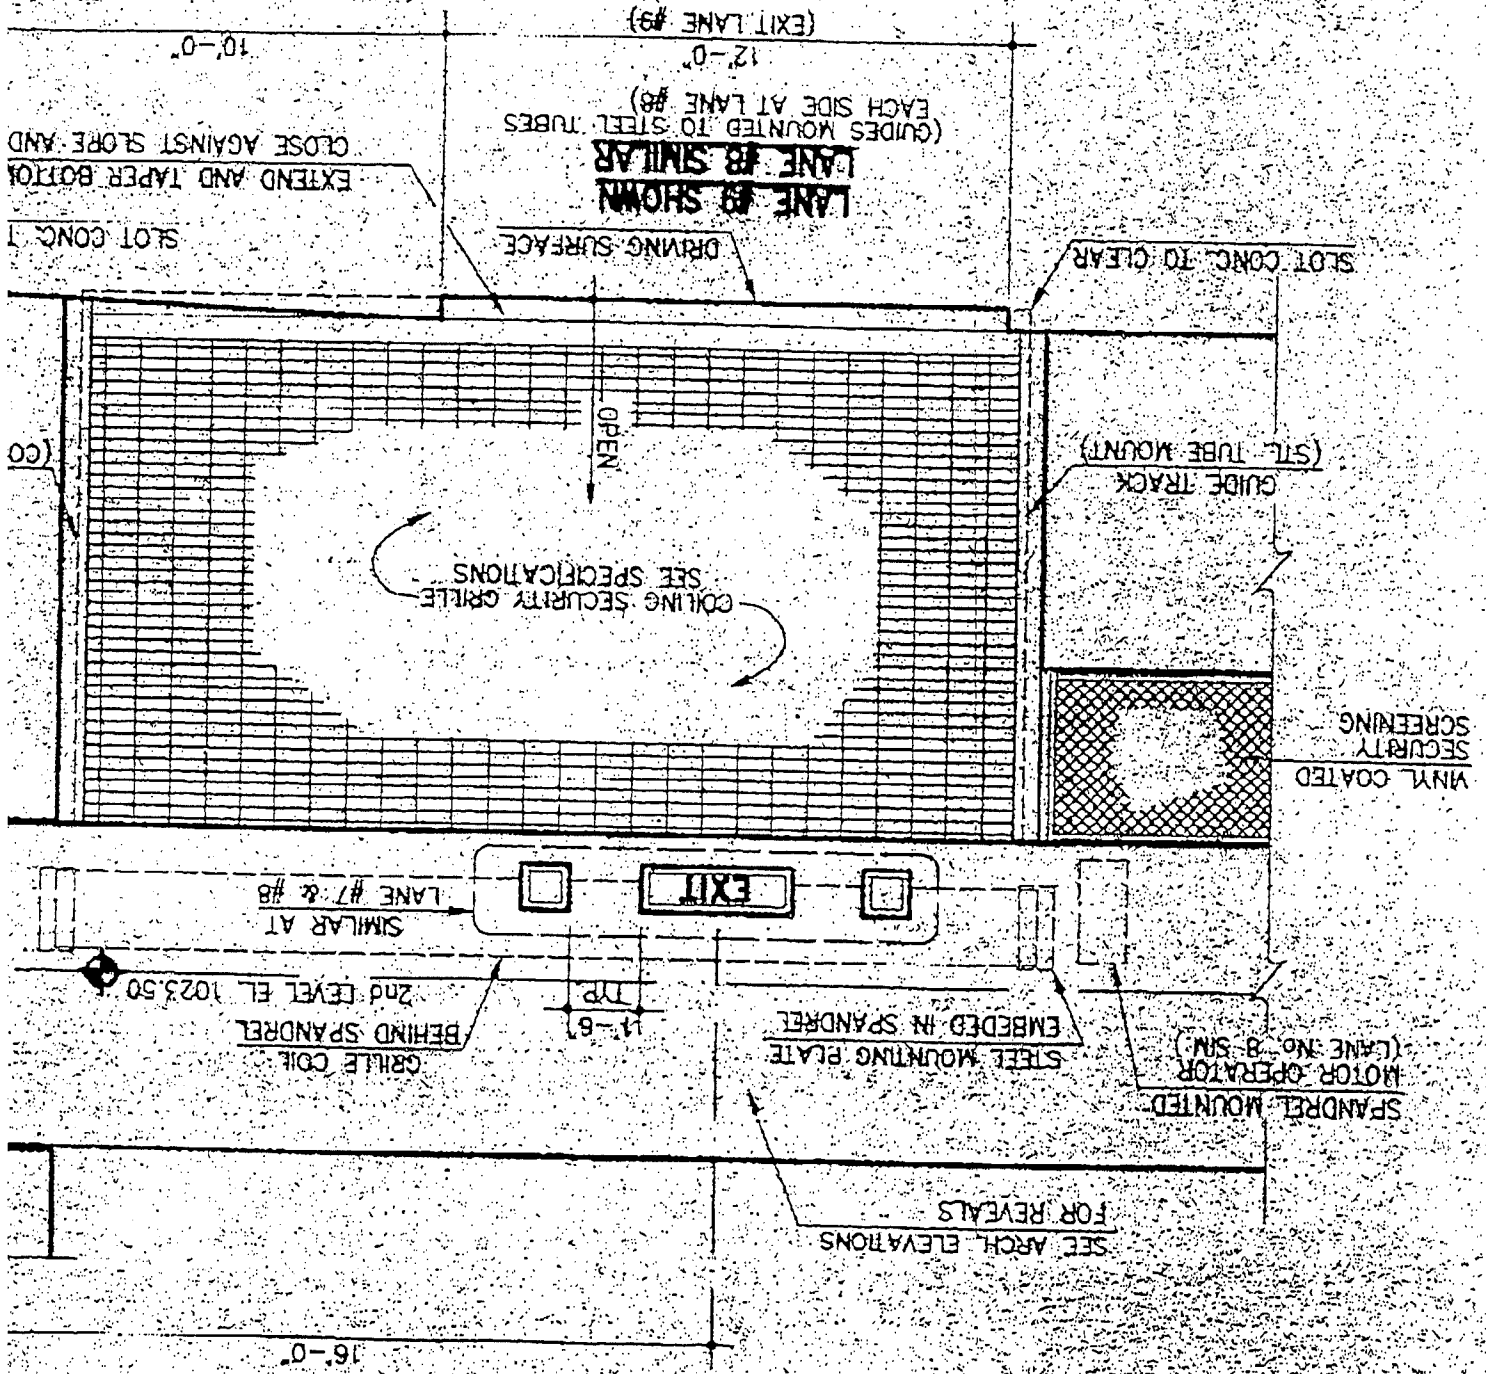 16'-0"
SEE ARCH. ELEVATIONS
FOR REVEALS
SPANDREL MOUNTED
MOTOR OPERATOR
(LANE No. 8 SIM.)
STEEL MOUNTING PLATE
EMBEDED IN SPANDREL
1'-6"
TYP.
GRILLE COIL
BEHIND SPANDREL
2nd LEVEL EL. 1023.50
SIMILAR AT
LANE #7 & #8
EXIT
VINYL COATED
SECURITY
SCREENING
COILING SECURITY GRILLE
SEE SPECIFICATIONS
GUIDE TRACK
(STL. TUBE MOUNT)
OPEN
(CO
SLOT CONC. TO CLEAR
DRIVING SURFACE
SLOT CONC. T
LANE #9 SHOWN
LANE #8 SIMILAR
(GUIDES MOUNTED TO STEEL TUBES
EACH SIDE AT LANE #8)
EXTEND AND TAPER BOTTOM
CLOSE AGAINST SLOPE AND
12'-0"
(EXIT LANE #9)
10'-0"